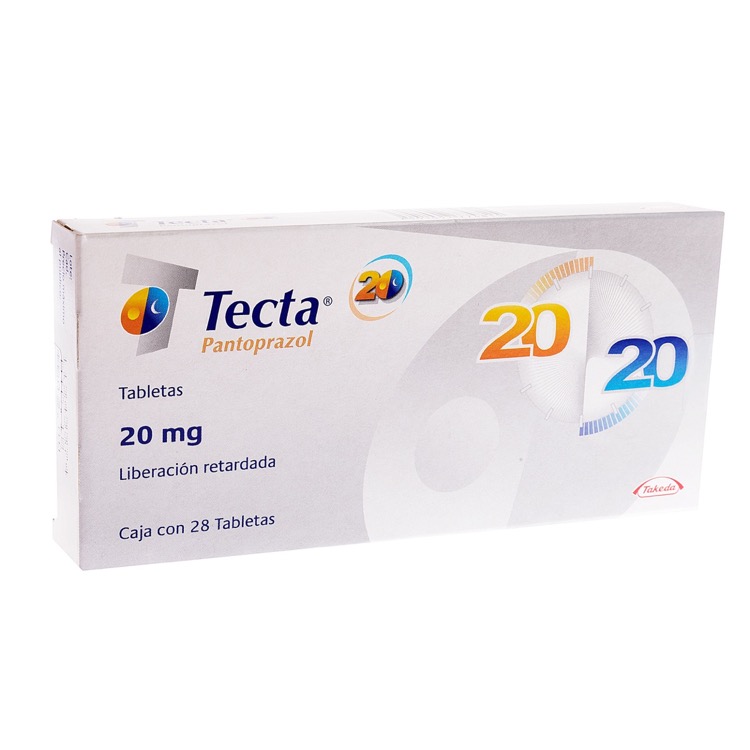 Tecta®
20
Pantoprazol
Tabletas
20 mg
Liberación retardada
Caja con 28 Tabletas
20
20
Takeda